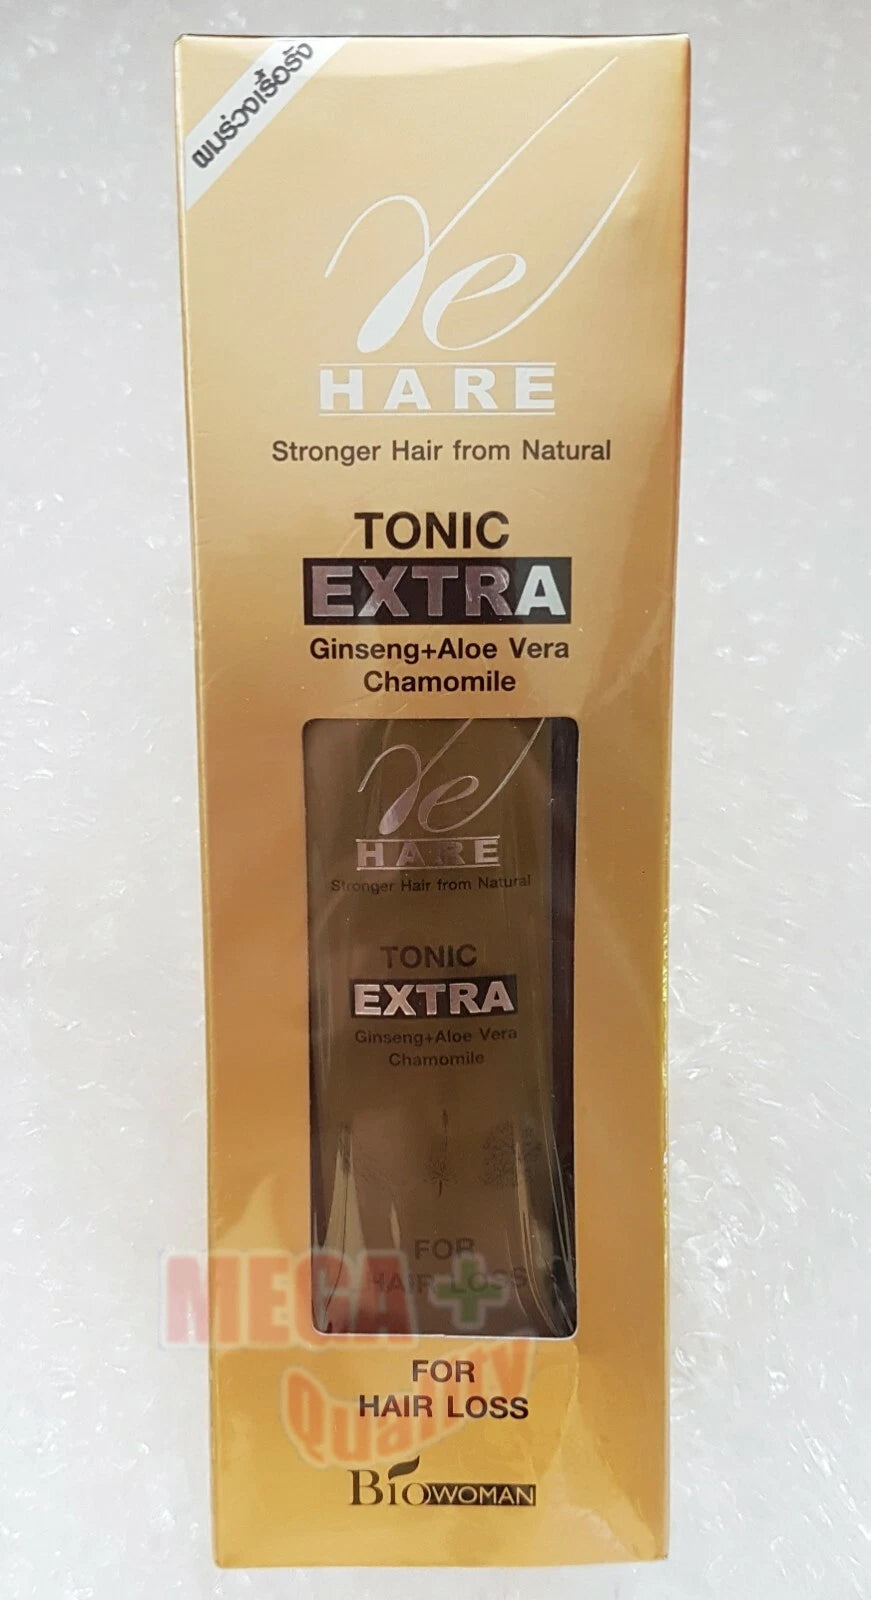 ผมร่วงเรื้อรัง
Re
HARE
Stronger Hair from Natural
TONIC
EXTRA
Ginseng+Aloe Vera
Chamomile
Re
HARE
Stronger Hair from Natural
TONIC
EXTRA
Ginseng+Aloe Vera
Chamomile
FOR
HAIR LOSS
MEGA+
Quality
FOR
HAIR LOSS
BioWOMAN